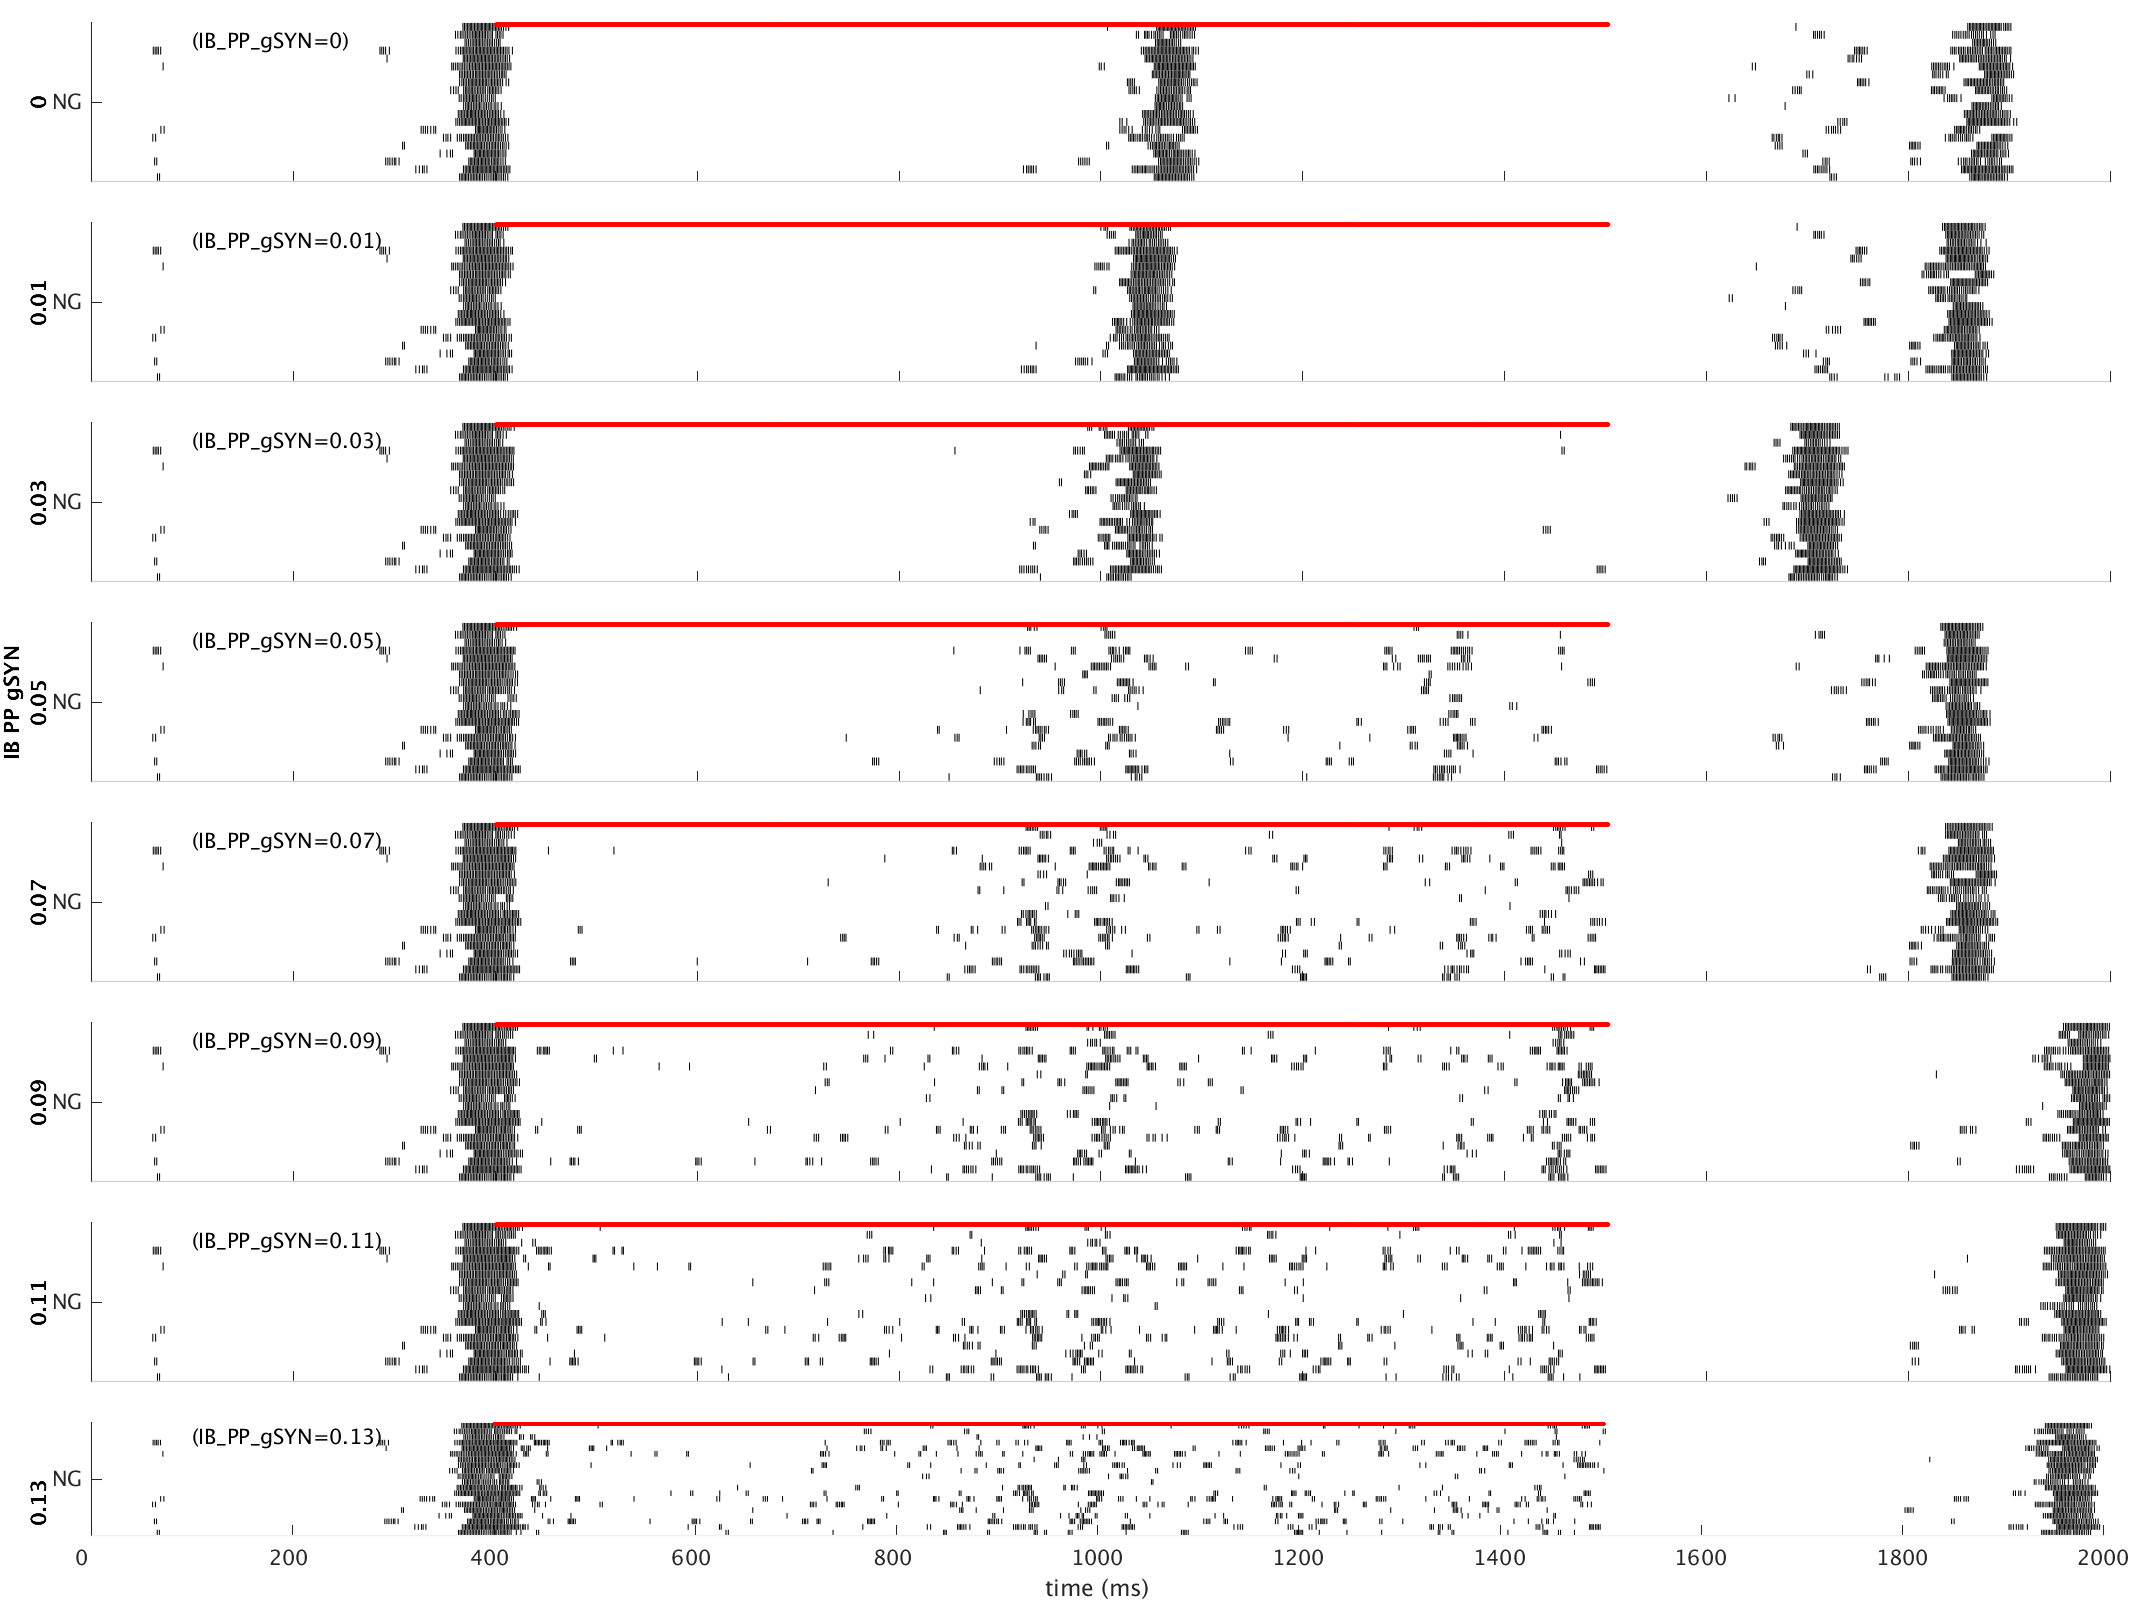 (IB_PP_gSYN=0)
0 NG
(IB_PP_gSYN=0.01)
0.01 NG
(IB_PP_gSYN=0.03)
0.03 NG
(IB_PP_gSYN=0.05)
IB PP gSYN
0.05 NG
(IB_PP_gSYN=0.07)
0.07 NG
(IB_PP_gSYN=0.09)
0.09 NG
(IB_PP_gSYN=0.11)
0.11 NG
(IB_PP_gSYN=0.13)
0.13 NG
0 200 400 600 800 1000 1200 1400 1600 1800 2000
time (ms)